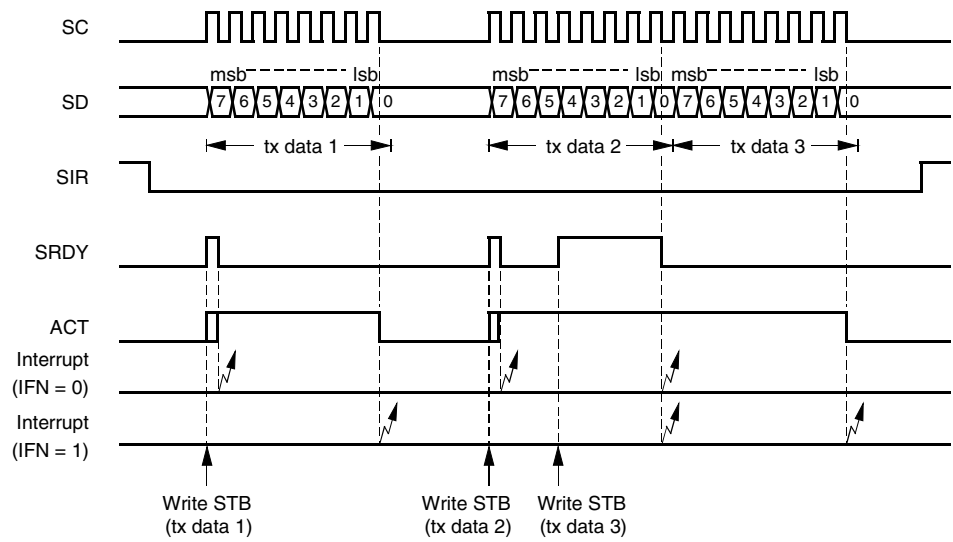 SC
msb lsb msb lsb msb lsb
SD 7 6 5 4 3 2 1 0 7 6 5 4 3 2 1 0 7 6 5 4 3 2 1 0
tx data 1 tx data 2 tx data 3
SIR
SRDY
ACT
Interrupt
(IFN = 0)
Interrupt
(IFN = 1)
Write STB Write STB Write STB
(tx data 1) (tx data 2) (tx data 3)